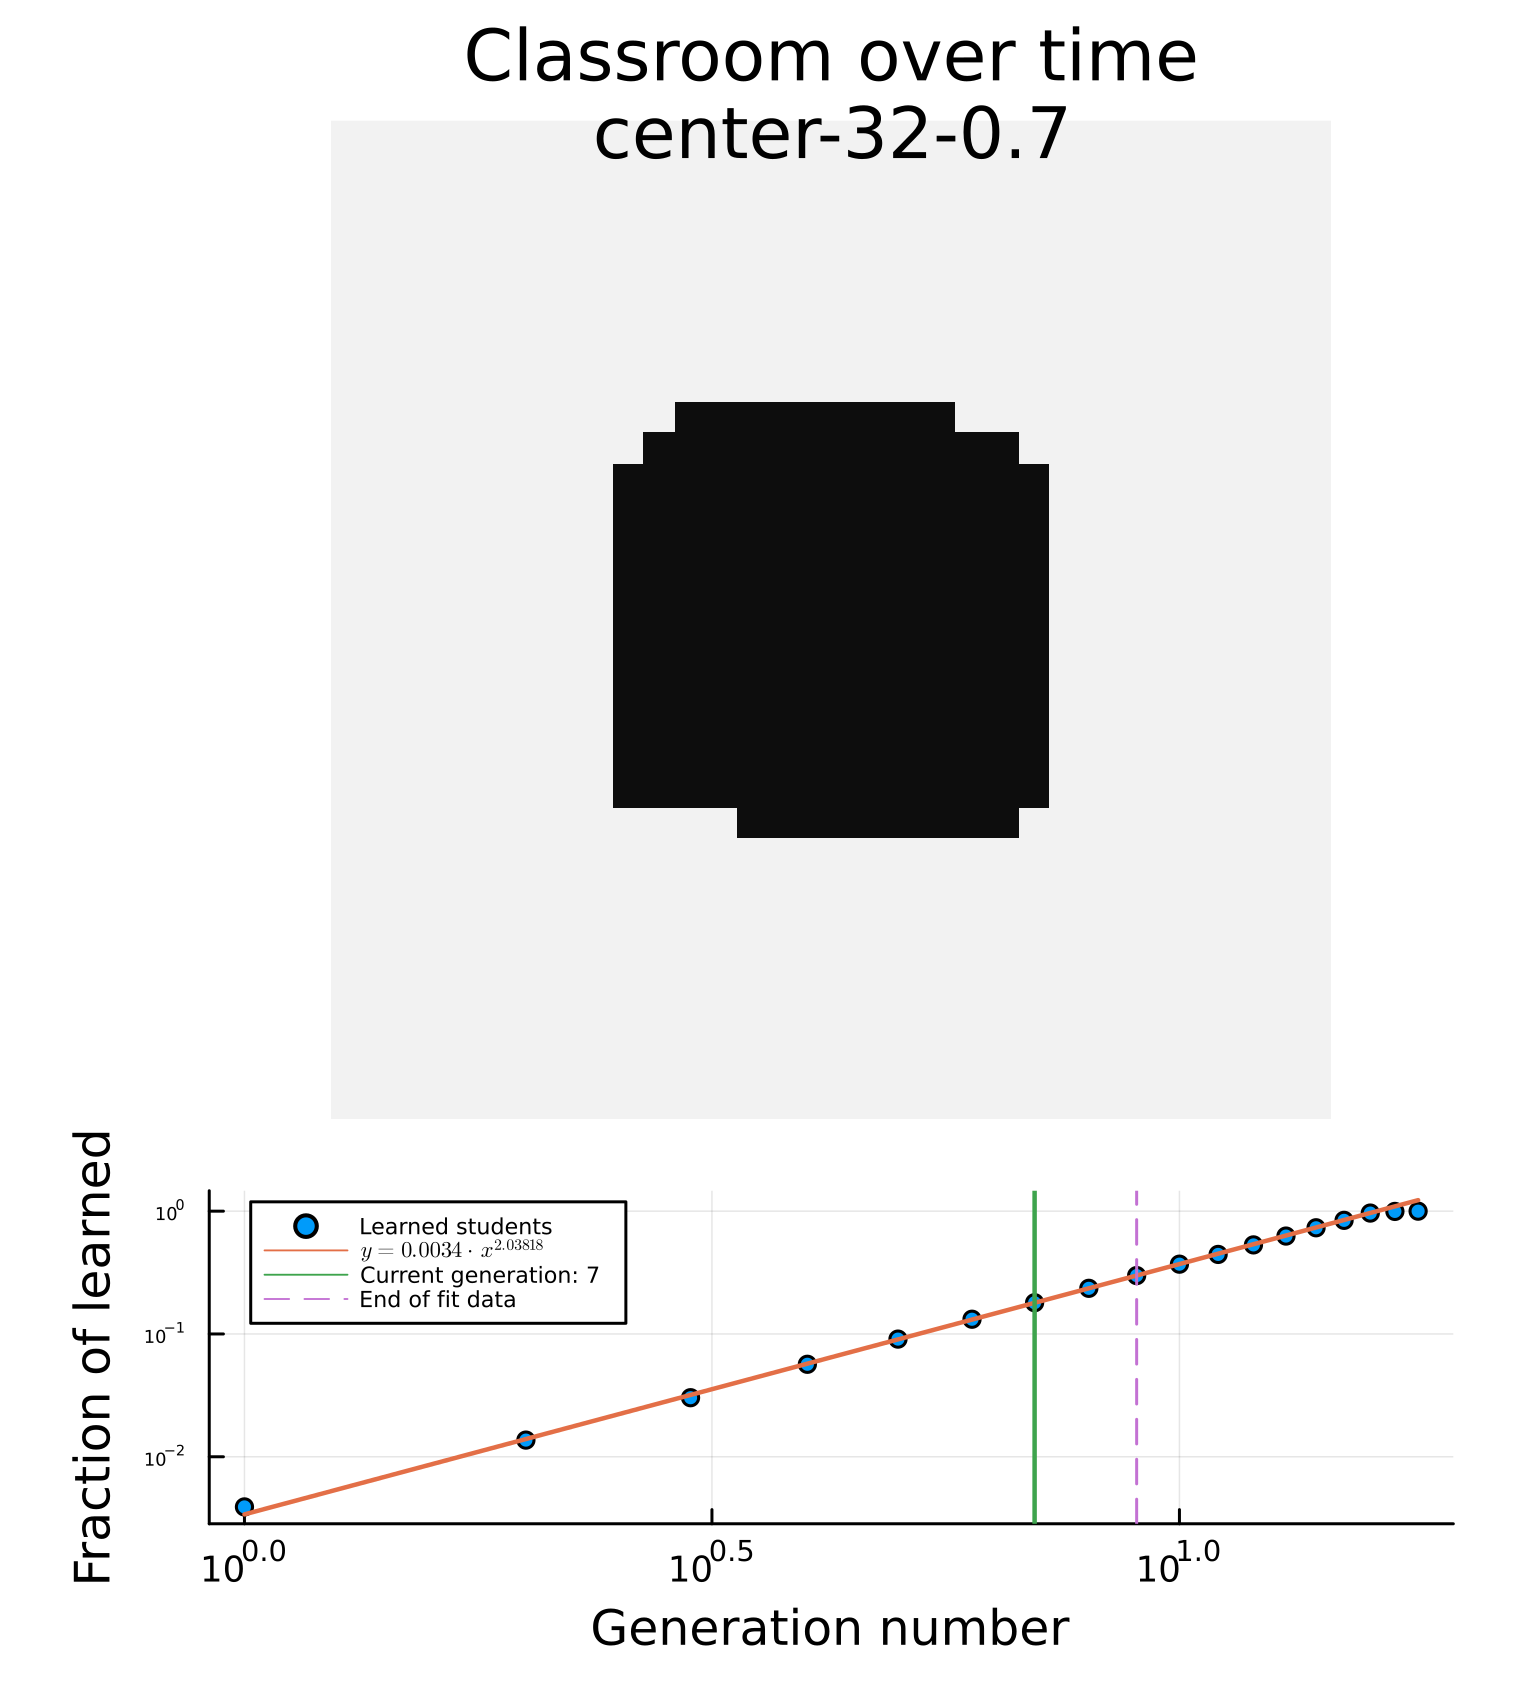 Classroom over time
center-32-0.7
Fraction of learned
10⁰
10⁻¹
10⁻²
Learned students
y = 0.0034 · x^2.03818
Current generation: 7
End of fit data
10^0.0 10^0.5 10^1.0
Generation number